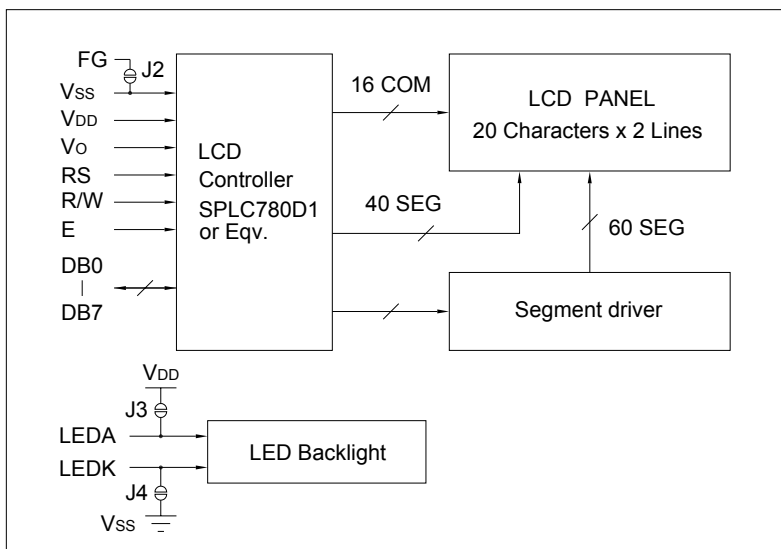 FG
J2
VSS
VDD
VO
RS
R/W
E
DB0
|
DB7
LCD
Controller
SPLC780D1
or Eqv.
16 COM
40 SEG
LCD PANEL
20 Characters x 2 Lines
60 SEG
Segment driver
VDD
J3
LEDA
LEDK
J4
VSS
LED Backlight